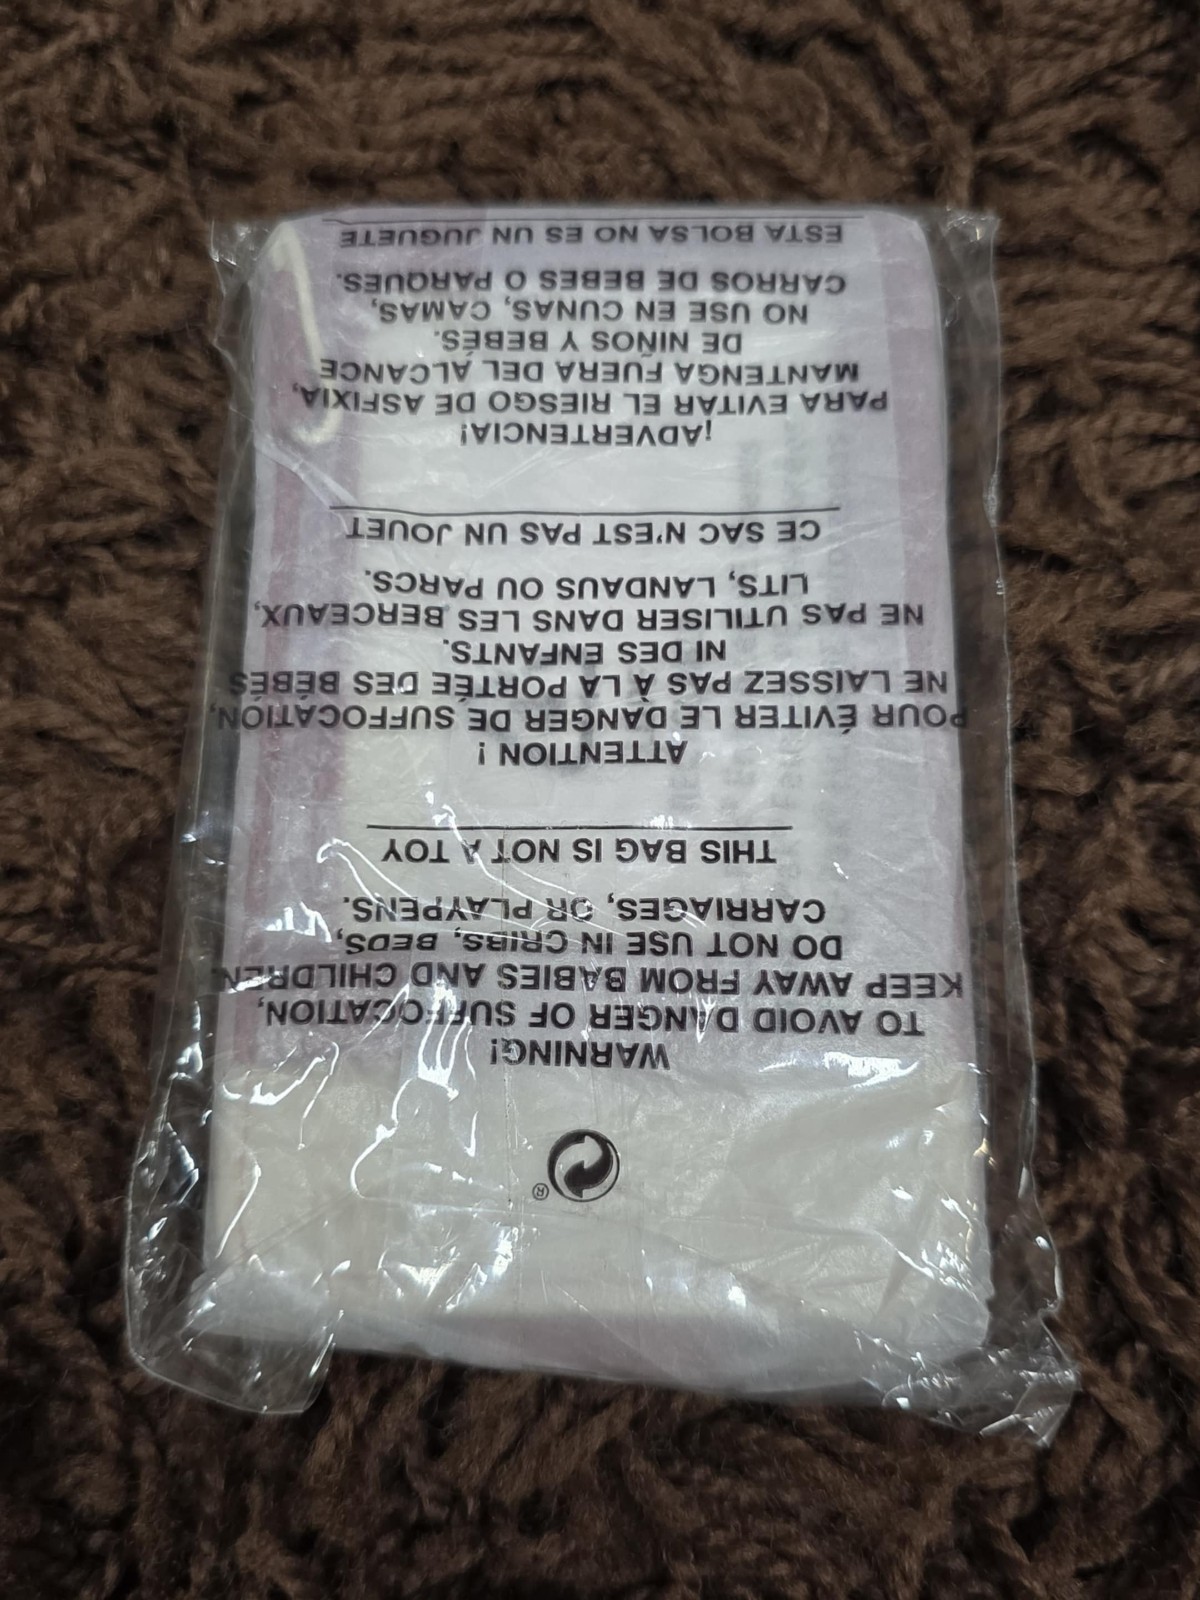 ®
WARNING!
TO AVOID DANGER OF SUFFOCATION,
KEEP AWAY FROM BABIES AND CHILDREN.
DO NOT USE IN CRIBS, BEDS,
CARRIAGES, OR PLAYPENS.
THIS BAG IS NOT A TOY
ATTENTION !
POUR ÉVITER LE DANGER DE SUFFOCATION,
NE LAISSEZ PAS À LA PORTÉE DES BÉBÉS
NI DES ENFANTS.
NE PAS UTILISER DANS LES BERCEAUX,
LITS, LANDAUS OU PARCS.
CE SAC N'EST PAS UN JOUET
¡ADVERTENCIA!
PARA EVITAR EL RIESGO DE ASFIXIA,
MANTENGA FUERA DEL ÁLCANCE
DE NIÑOS Y BEBÉS.
NO USE EN CUNAS, CAMAS,
CARROS DE BEBES O PARQUES.
ESTA BOLSA NO ES UN JUGUETE